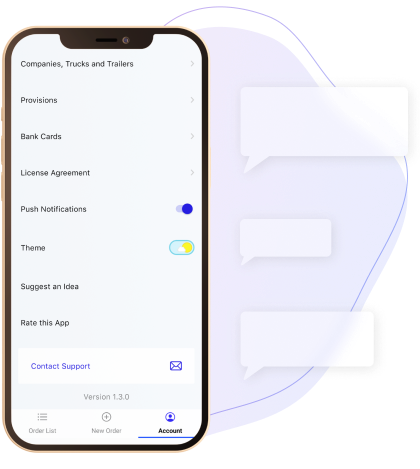 Companies, Trucks and Trailers
Provisions
Bank Cards
License Agreement
Push Notifications
Theme
Suggest an Idea
Rate this App
Contact Support
Version 1.3.0
Order List
New Order
Account